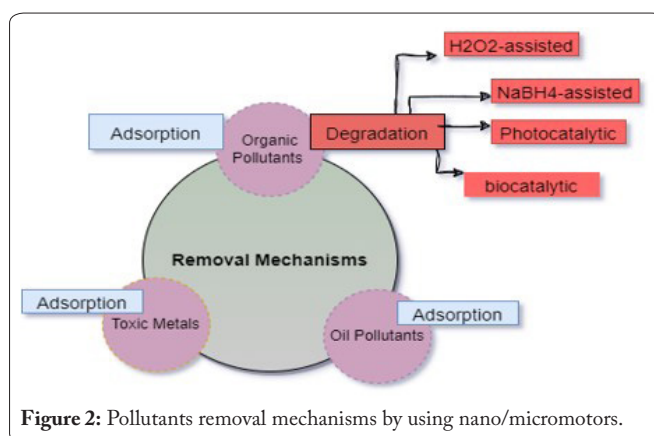 H2O2-assisted
NaBH4-assisted
Adsorption
Organic
Pollutants
Degradation
Photocatalytic
biocatalytic
Removal Mechanisms
Adsorption
Toxic Metals
Adsorption
Oil Pollutants
Figure 2: Pollutants removal mechanisms by using nano/micromotors.